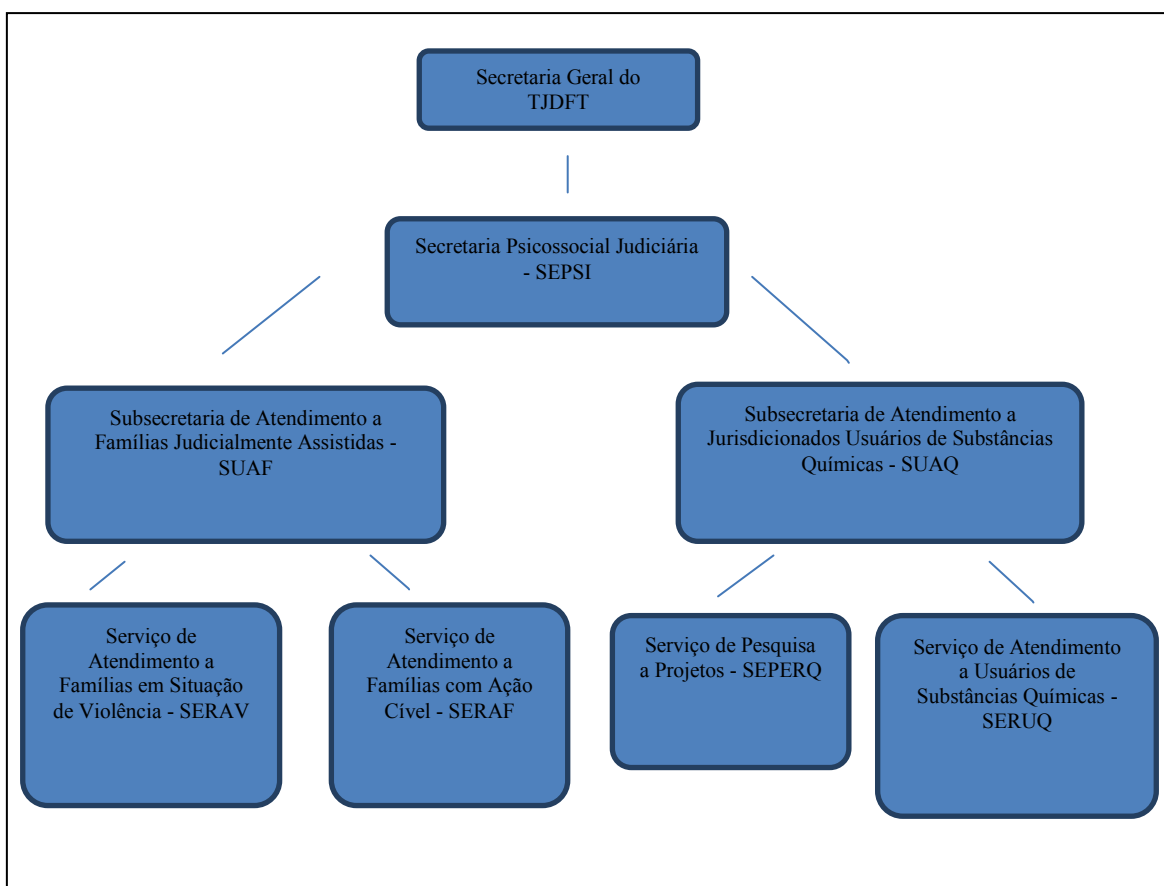 Secretaria Geral do
TJDFT
Secretaria Psicossocial Judiciária
- SEPSI
Subsecretaria de Atendimento a
Famílias Judicialmente Assistidas -
SUAF
Subsecretaria de Atendimento a
Jurisdicionados Usuários de Substâncias
Químicas - SUAQ
Serviço de
Atendimento a
Famílias em Situação
de Violência - SERAV
Serviço de
Atendimento a
Famílias com Ação
Cível - SERAF
Serviço de Pesquisa
a Projetos - SEPERQ
Serviço de Atendimento
a Usuários de
Substâncias Químicas -
SERUQ